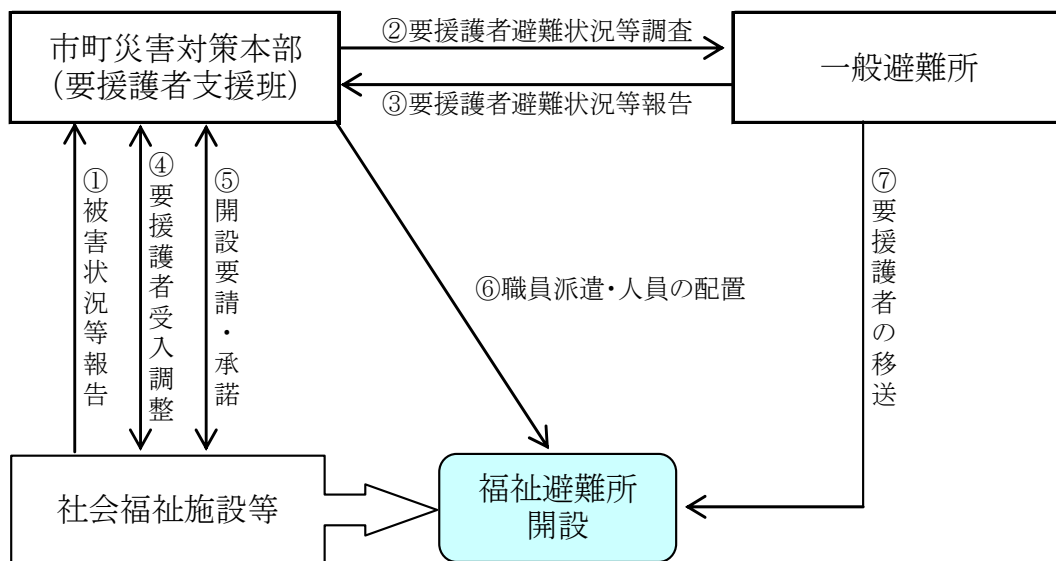 市町災害対策本部
（要援護者支援班）
②要援護者避難状況等調査
一般避難所
③要援護者避難状況等報告
①被害状況等報告
④要援護者受入調整
⑤開設要請・承諾
⑥職員派遣・人員の配置
⑦要援護者の移送
社会福祉施設等
福祉避難所
開設